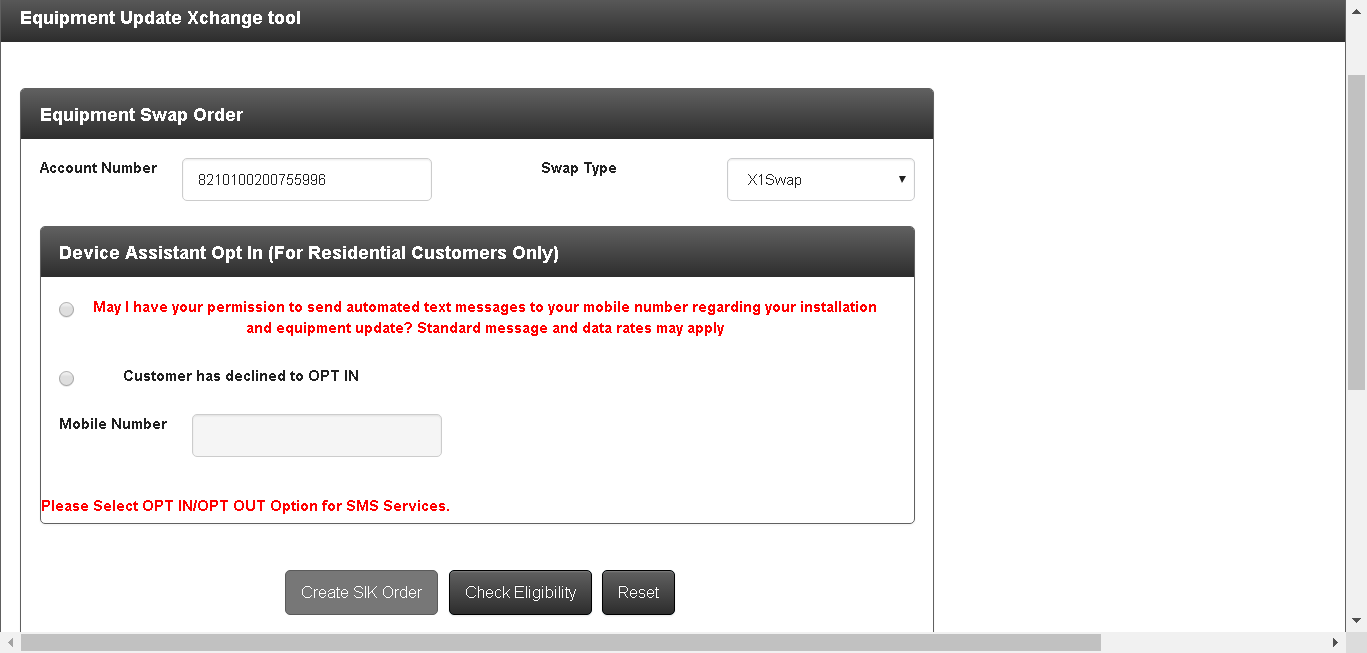 Equipment Update Xchange tool
Equipment Swap Order
Account Number
8210100200755996
Swap Type
X1Swap
Device Assistant Opt In (For Residential Customers Only)
May I have your permission to send automated text messages to your mobile number regarding your installation
and equipment update? Standard message and data rates may apply
Customer has declined to OPT IN
Mobile Number
Please Select OPT IN/OPT OUT Option for SMS Services.
Create SIK Order
Check Eligibility
Reset